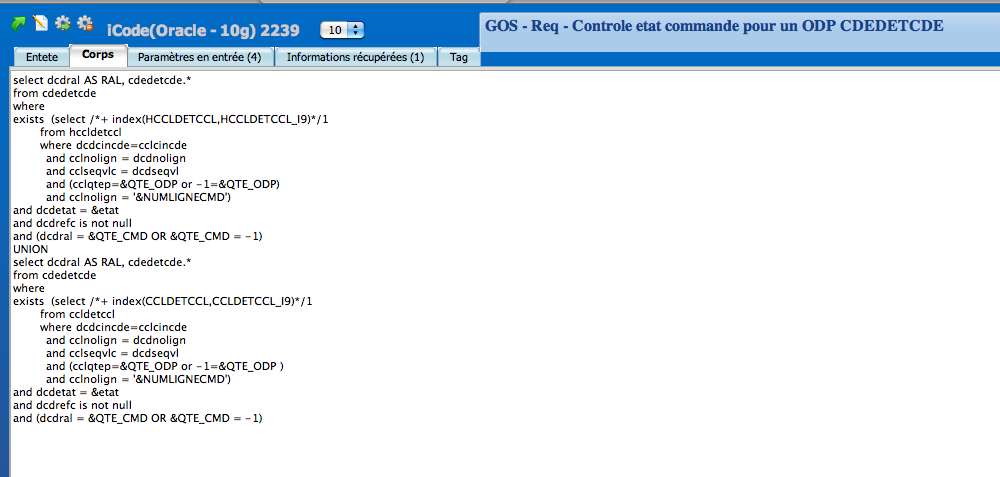 iCode(Oracle - 10g) 2239
10
GOS - Req - Controle etat commande pour un ODP CDEDETCDE
Entete
Corps
Paramètres en entrée (4)
Informations récupérées (1)
Tag
select dcdral AS RAL, cdedetcde.*
from cdedetcde
where
exists (select /*+ index(HCCLDETCCL,HCCLDETCCL_I9)*/1
from hccldetccl
where dcdcincde=cclcincde
and cclnolign = dcdnolign
and cclseqvlc = dcdseqvl
and (cclqtep=&QTE_ODP or -1=&QTE_ODP)
and cclnolign = '&NUMLIGNECMD')
and dcdetat = &etat
and dcdrefc is not null
and (dcdral = &QTE_CMD OR &QTE_CMD = -1)
UNION
select dcdral AS RAL, cdedetcde.*
from cdedetcde
where
exists (select /*+ index(CCLDETCCL,CCLDETCCL_I9)*/1
from ccldetccl
where dcdcincde=cclcincde
and cclnolign = dcdnolign
and cclseqvlc = dcdseqvl
and (cclqtep=&QTE_ODP or -1=&QTE_ODP )
and cclnolign = '&NUMLIGNECMD')
and dcdetat = &etat
and dcdrefc is not null
and (dcdral = &QTE_CMD OR &QTE_CMD = -1)